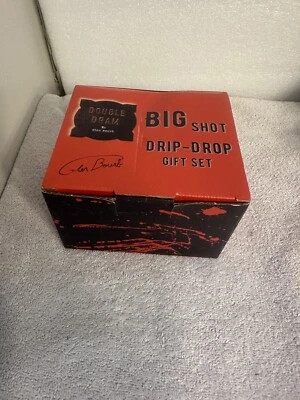 DOUBLE
DRAM
BIG SHOT
DRIP-DROP
GIFT SET